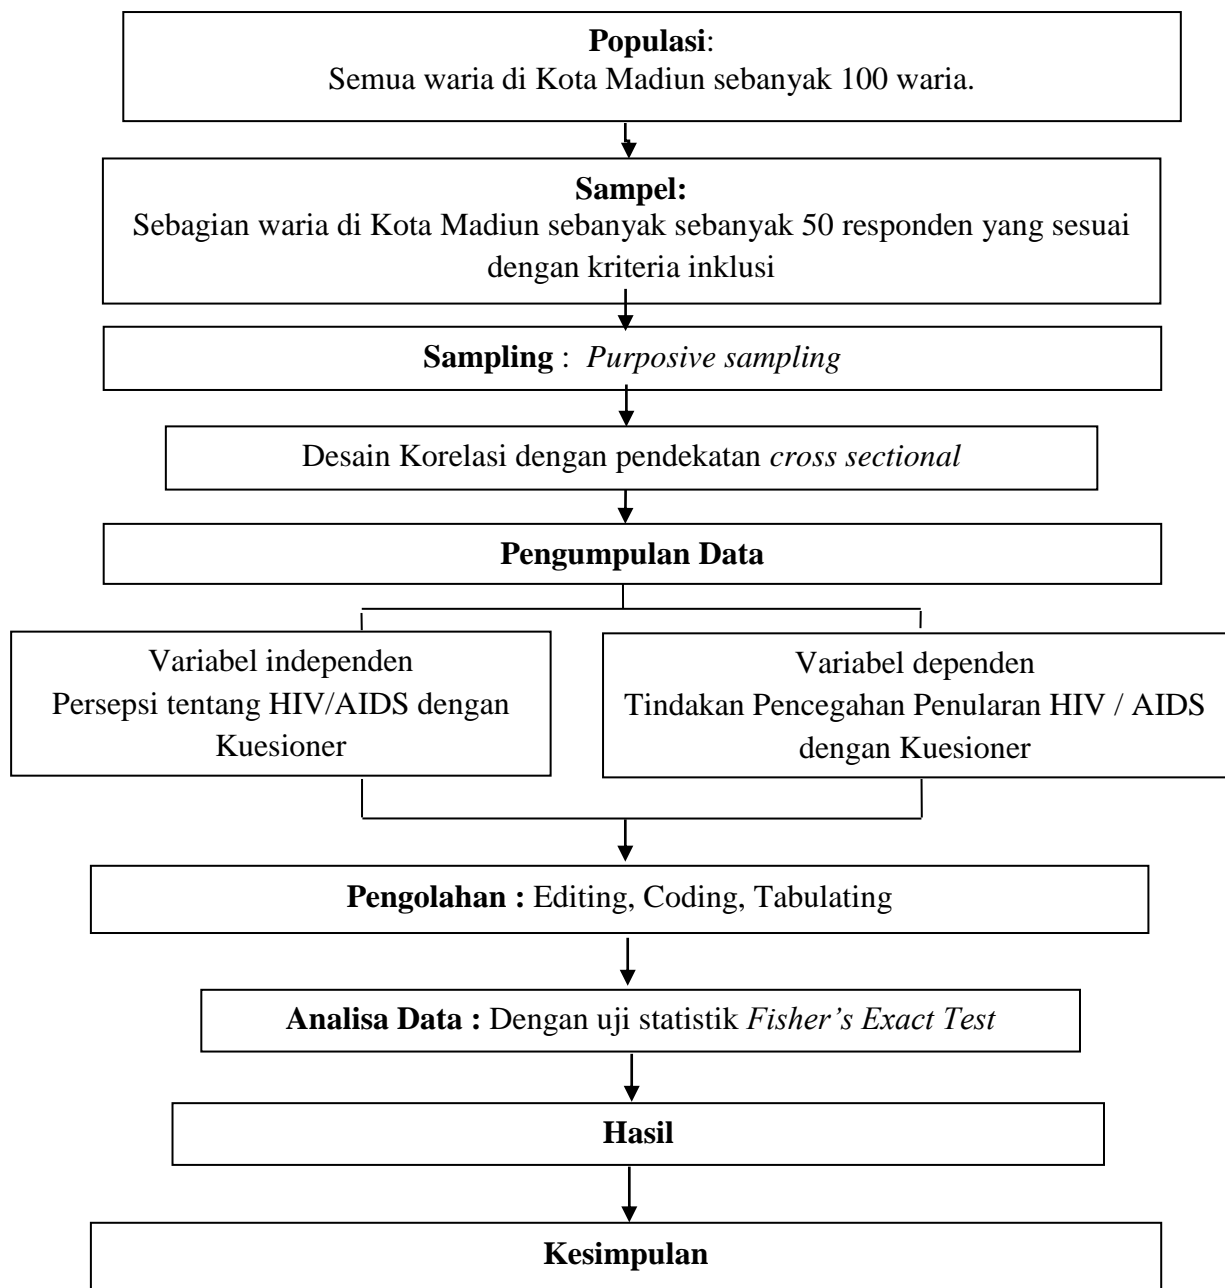 Populasi:
Semua waria di Kota Madiun sebanyak 100 waria.
Sampel:
Sebagian waria di Kota Madiun sebanyak sebanyak 50 responden yang sesuai
dengan kriteria inklusi
Sampling : Purposive sampling
Desain Korelasi dengan pendekatan cross sectional
Pengumpulan Data
Variabel independen
Persepsi tentang HIV/AIDS dengan
Kuesioner
Variabel dependen
Tindakan Pencegahan Penularan HIV / AIDS
dengan Kuesioner
Pengolahan : Editing, Coding, Tabulating
Analisa Data : Dengan uji statistik Fisher’s Exact Test
Hasil
Kesimpulan